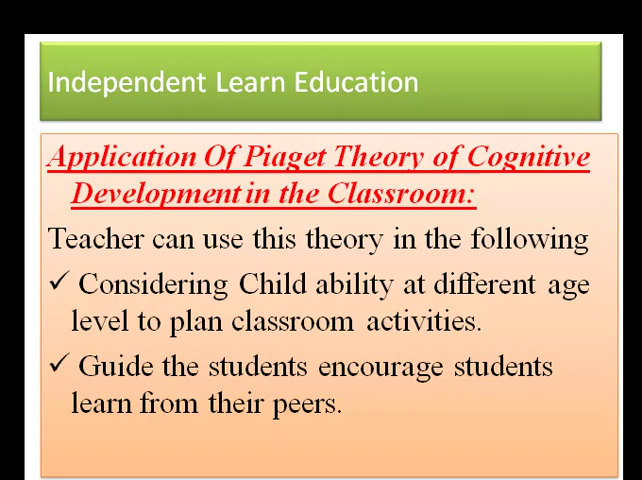 Independent Learn Education
Application Of Piaget Theory of Cognitive
Development in the Classroom:
Teacher can use this theory in the following
✓ Considering Child ability at different age
level to plan classroom activities.
✓ Guide the students encourage students
learn from their peers.